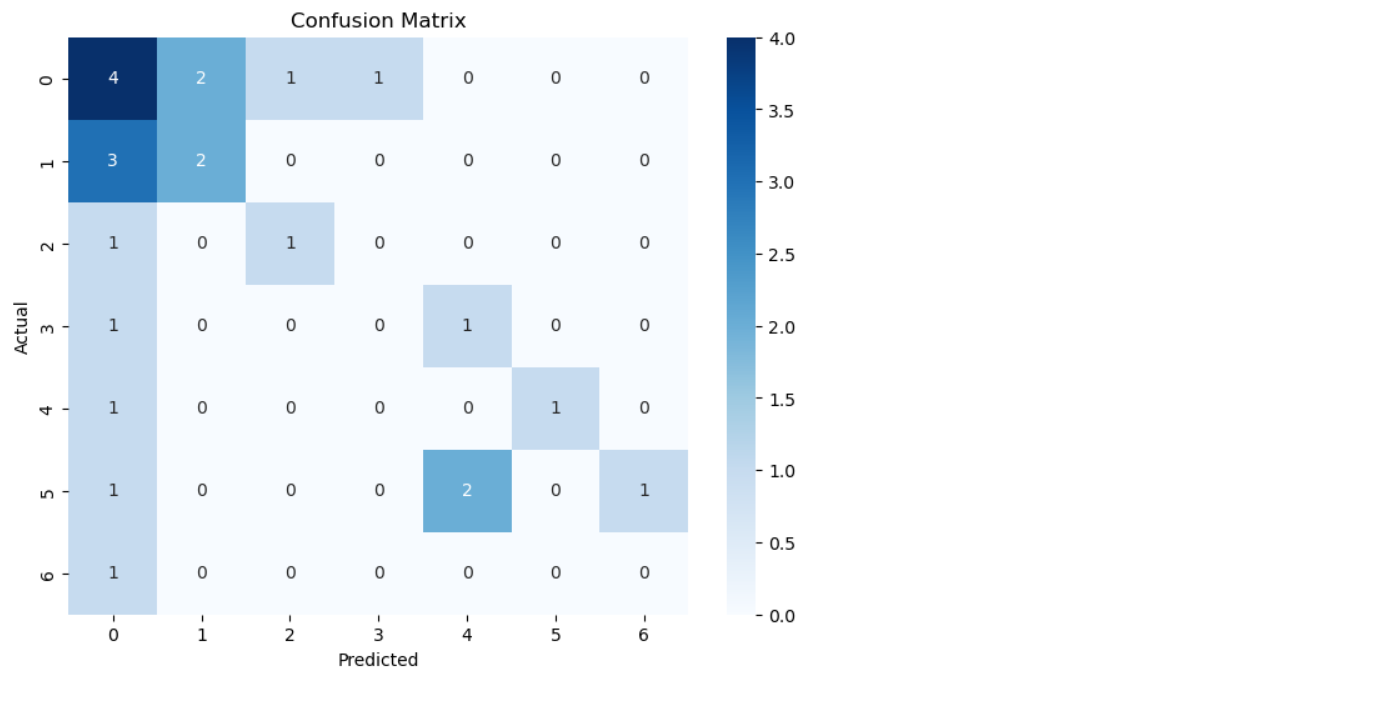 Confusion Matrix
0 4 2 1 1 0 0 0
1 3 2 0 0 0 0 0
2 1 0 1 0 0 0 0
3 1 0 0 0 1 0 0
4 1 0 0 0 0 1 0
5 1 0 0 0 2 0 1
6 1 0 0 0 0 0 0
0 1 2 3 4 5 6
Predicted
Actual
4.0
3.5
3.0
2.5
2.0
1.5
1.0
0.5
0.0